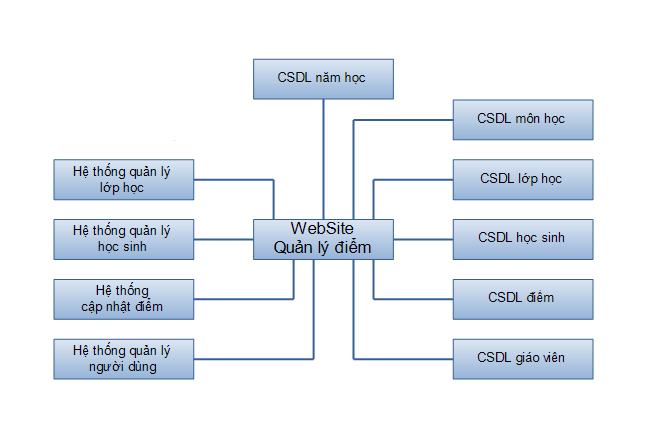 CSDL năm học
CSDL môn học
Hệ thống quản lý
lớp học
CSDL lớp học
Hệ thống quản lý
học sinh
WebSite
Quản lý điểm
CSDL học sinh
Hệ thống
cập nhật điểm
CSDL điểm
Hệ thống quản lý
người dùng
CSDL giáo viên